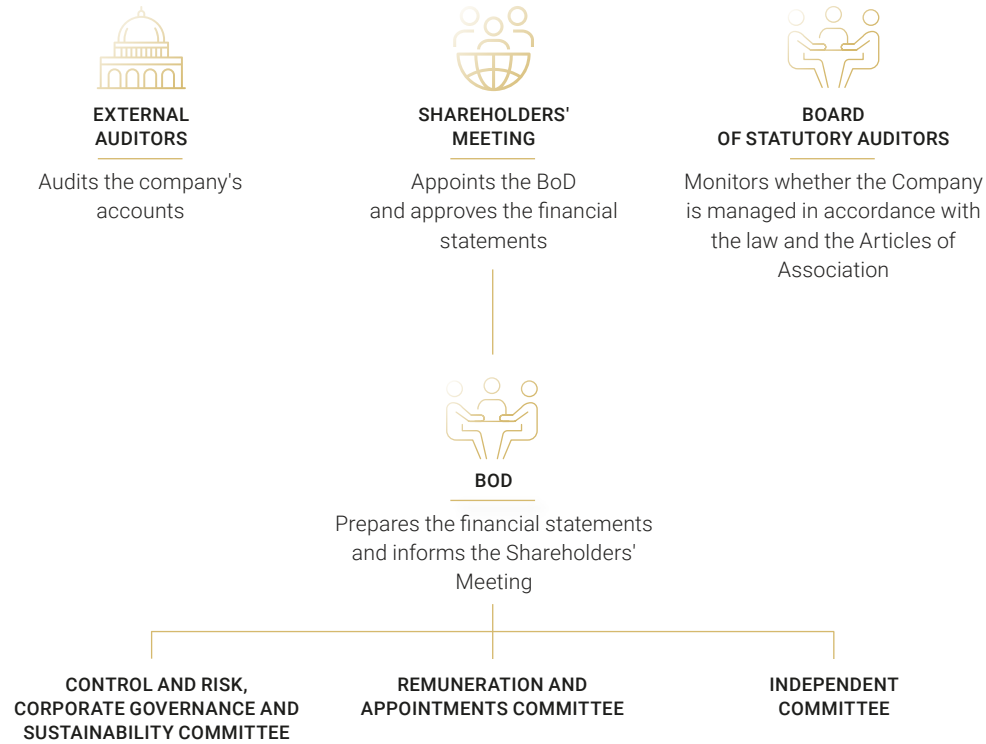 EXTERNAL
AUDITORS
Audits the company's
accounts
SHAREHOLDERS'
MEETING
Appoints the BoD
and approves the financial
statements
BOARD
OF STATUTORY AUDITORS
Monitors whether the Company
is managed in accordance with
the law and the Articles of
Association
BOD
Prepares the financial statements
and informs the Shareholders'
Meeting
CONTROL AND RISK,
CORPORATE GOVERNANCE AND
SUSTAINABILITY COMMITTEE
REMUNERATION AND
APPOINTMENTS COMMITTEE
INDEPENDENT
COMMITTEE